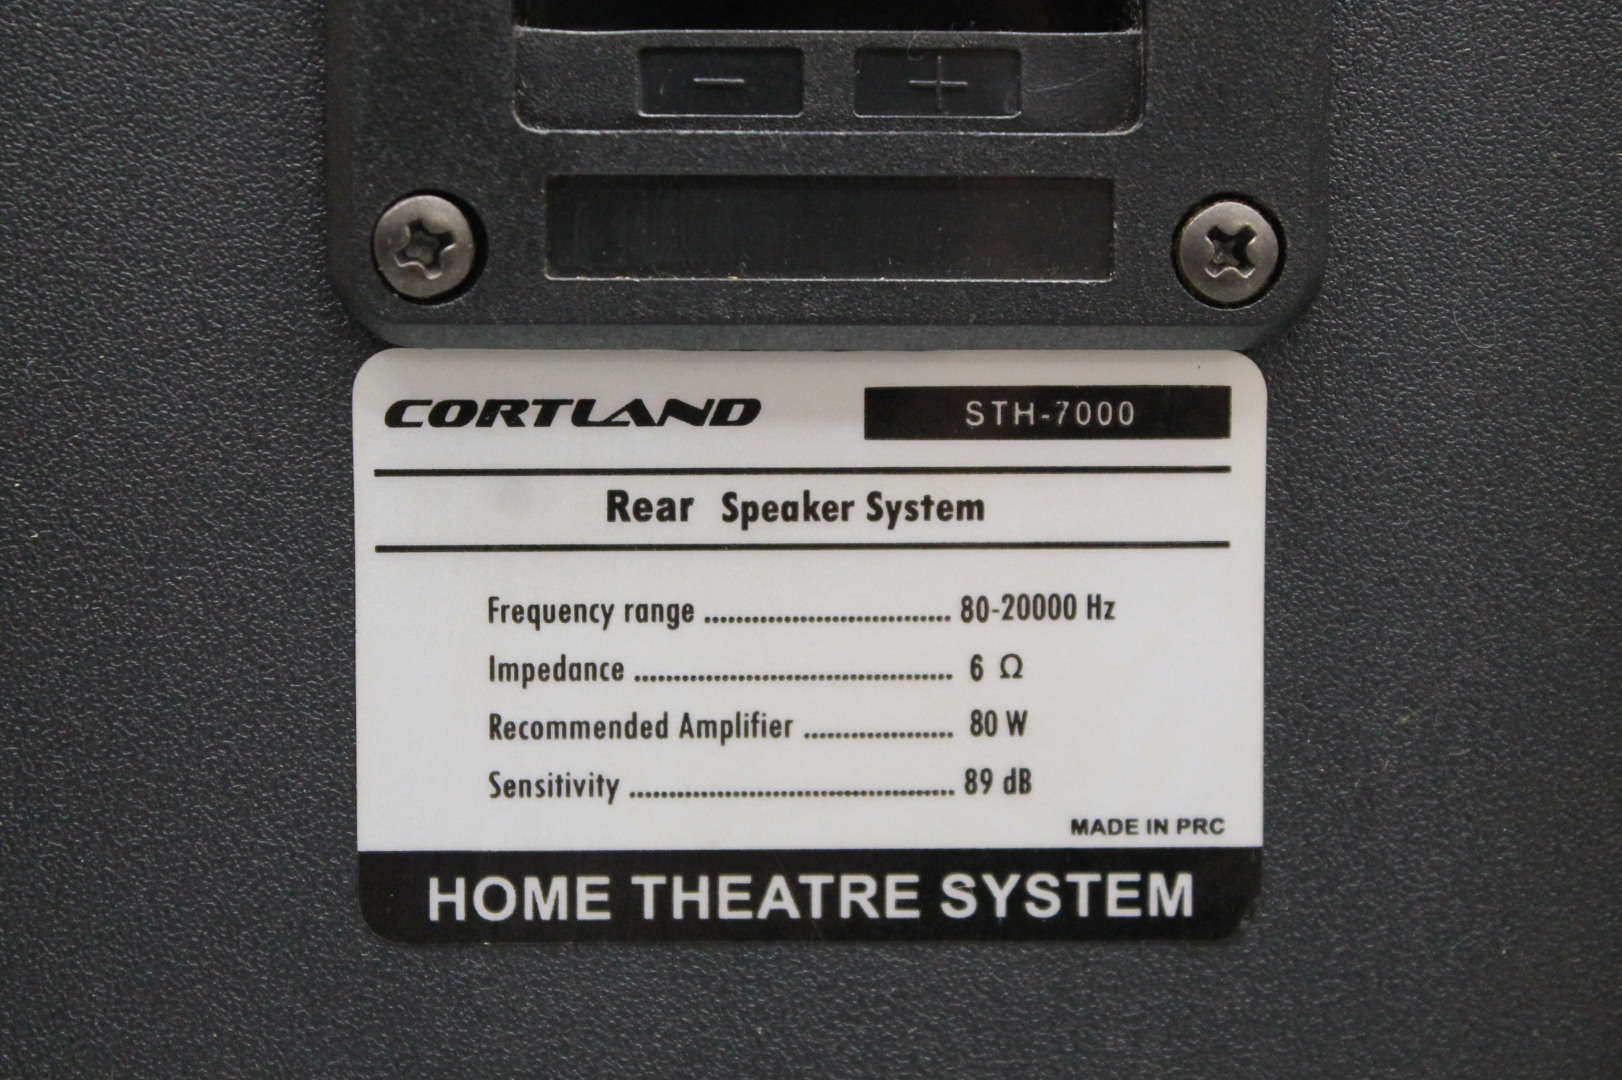 − +
CORTLAND STH-7000
Rear Speaker System
Frequency range .............................. 80-20000 Hz
Impedance ....................................... 6 Ω
Recommended Amplifier ................... 80 W
Sensitivity ........................................ 89 dB
MADE IN PRC
HOME THEATRE SYSTEM